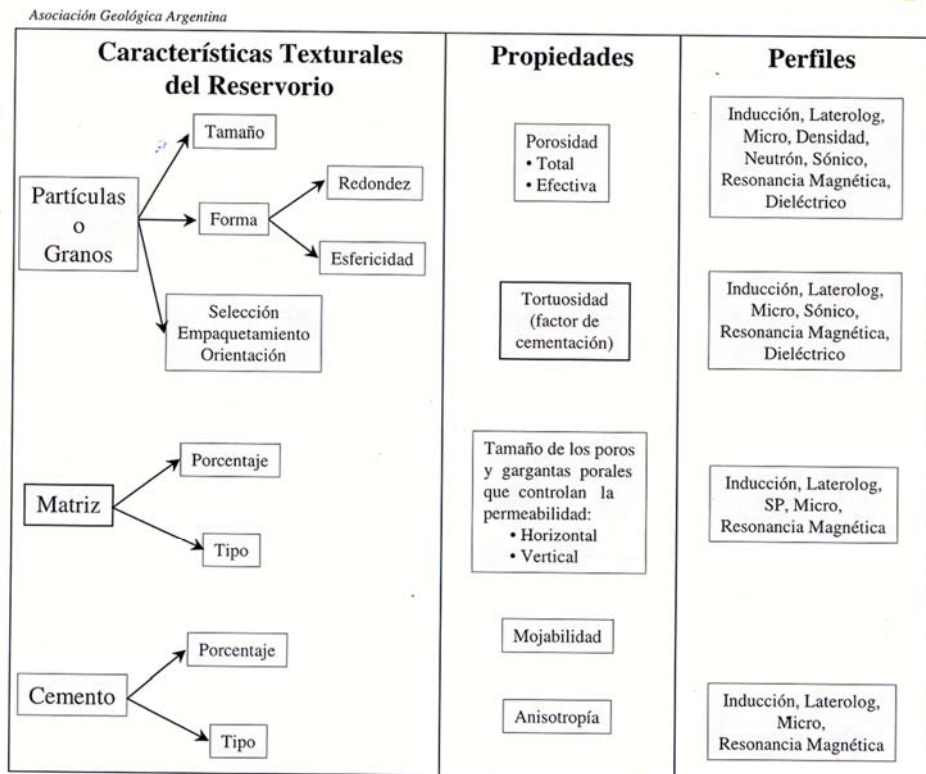 Asociación Geológica Argentina
Características Texturales
del Reservorio
Propiedades
Perfiles
Partículas
o
Granos
Tamaño
Forma
Redondez
Esfericidad
Selección
Empaquetamiento
Orientación
Porosidad
• Total
• Efectiva
Inducción, Laterolog,
Micro, Densidad,
Neutrón, Sónico,
Resonancia Magnética,
Dieléctrico
Tortuosidad
(factor de
cementación)
Inducción, Laterolog,
Micro, Sónico,
Resonancia Magnética,
Dieléctrico
Matriz
Porcentaje
Tipo
Tamaño de los poros
y gargantas porales
que controlan la
permeabilidad:
• Horizontal
• Vertical
Inducción, Laterolog,
SP, Micro,
Resonancia Magnética
Cemento
Porcentaje
Tipo
Mojabilidad
Anisotropía
Inducción, Laterolog,
Micro,
Resonancia Magnética